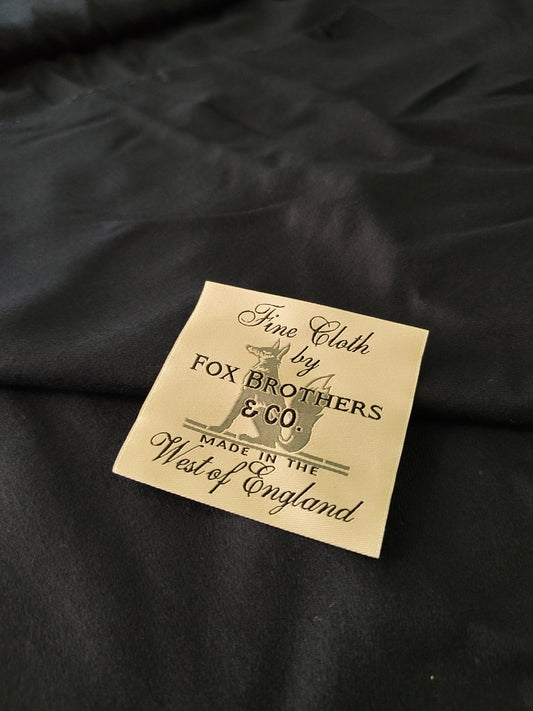 Fine Cloth
by
FOX BROTHERS
& CO.
MADE IN THE
West of England